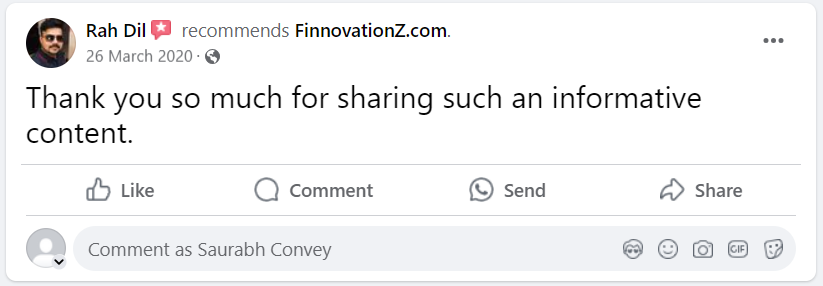 Rah Dil recommends FinnovationZ.com.
26 March 2020 ·
Thank you so much for sharing such an informative
content.
Like Comment Send Share
Comment as Saurabh Convey GIF